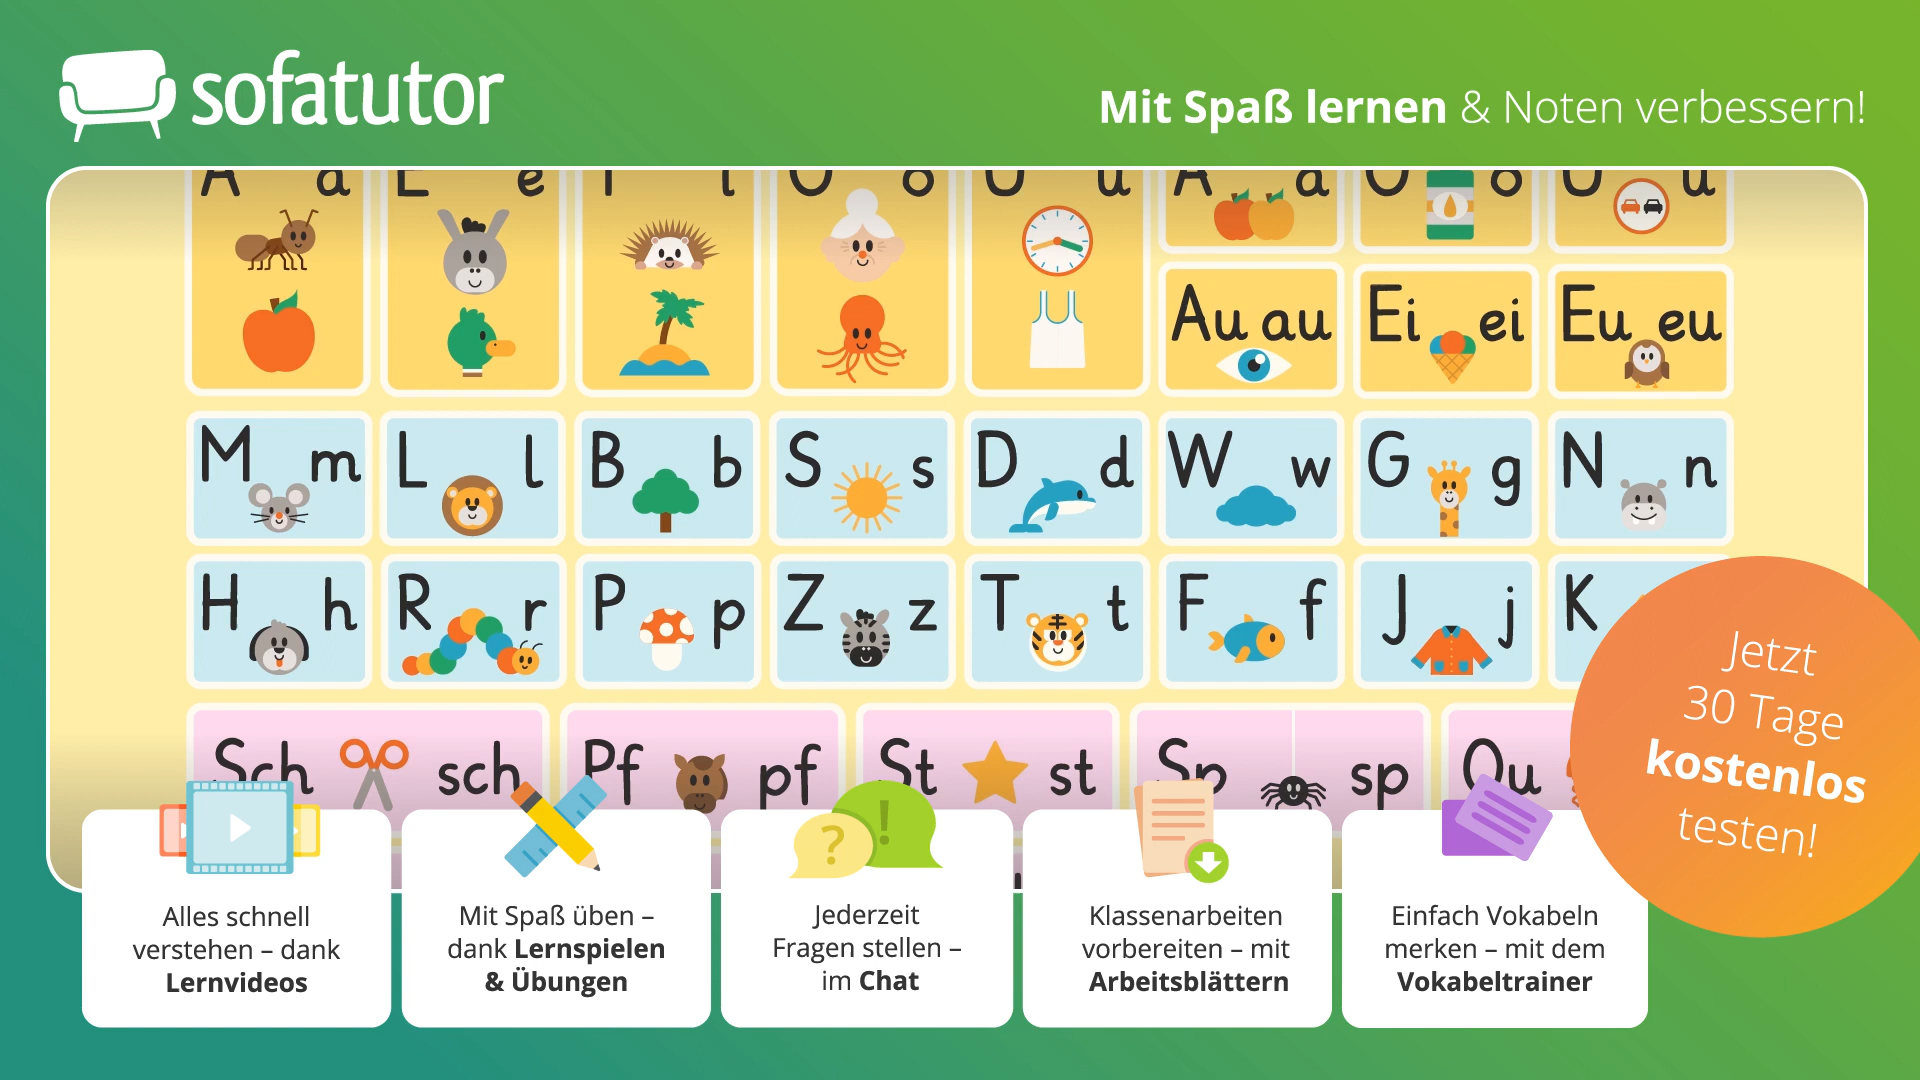 sofatutor
Mit Spaß lernen & Noten verbessern!
A a E e I l O o U u Ä ä Ö ö Ü ü
Au au Ei ei Eu eu
M m L l B b S s D d W w G g N n
H h R r P p Z z T t F f J j K
Sch sch Pf pf St st Sp sp Qu
? !
Jetzt
30 Tage
kostenlos
testen!
Alles schnell
verstehen – dank
Lernvideos
Mit Spaß üben –
dank Lernspielen
& Übungen
Jederzeit
Fragen stellen –
im Chat
Klassenarbeiten
vorbereiten – mit
Arbeitsblättern
Einfach Vokabeln
merken – mit dem
Vokabeltrainer